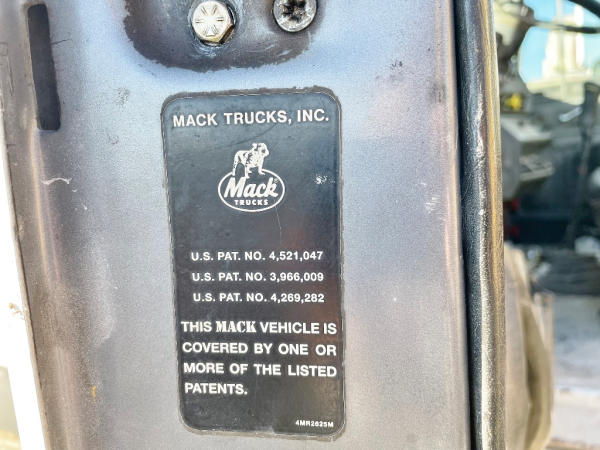 MACK TRUCKS, INC.
Mack
TRUCKS
U.S. PAT. NO. 4,521,047
U.S. PAT. NO. 3,966,009
U.S. PAT. NO. 4,269,282
THIS MACK VEHICLE IS
COVERED BY ONE OR
MORE OF THE LISTED
PATENTS.
4MR2625M